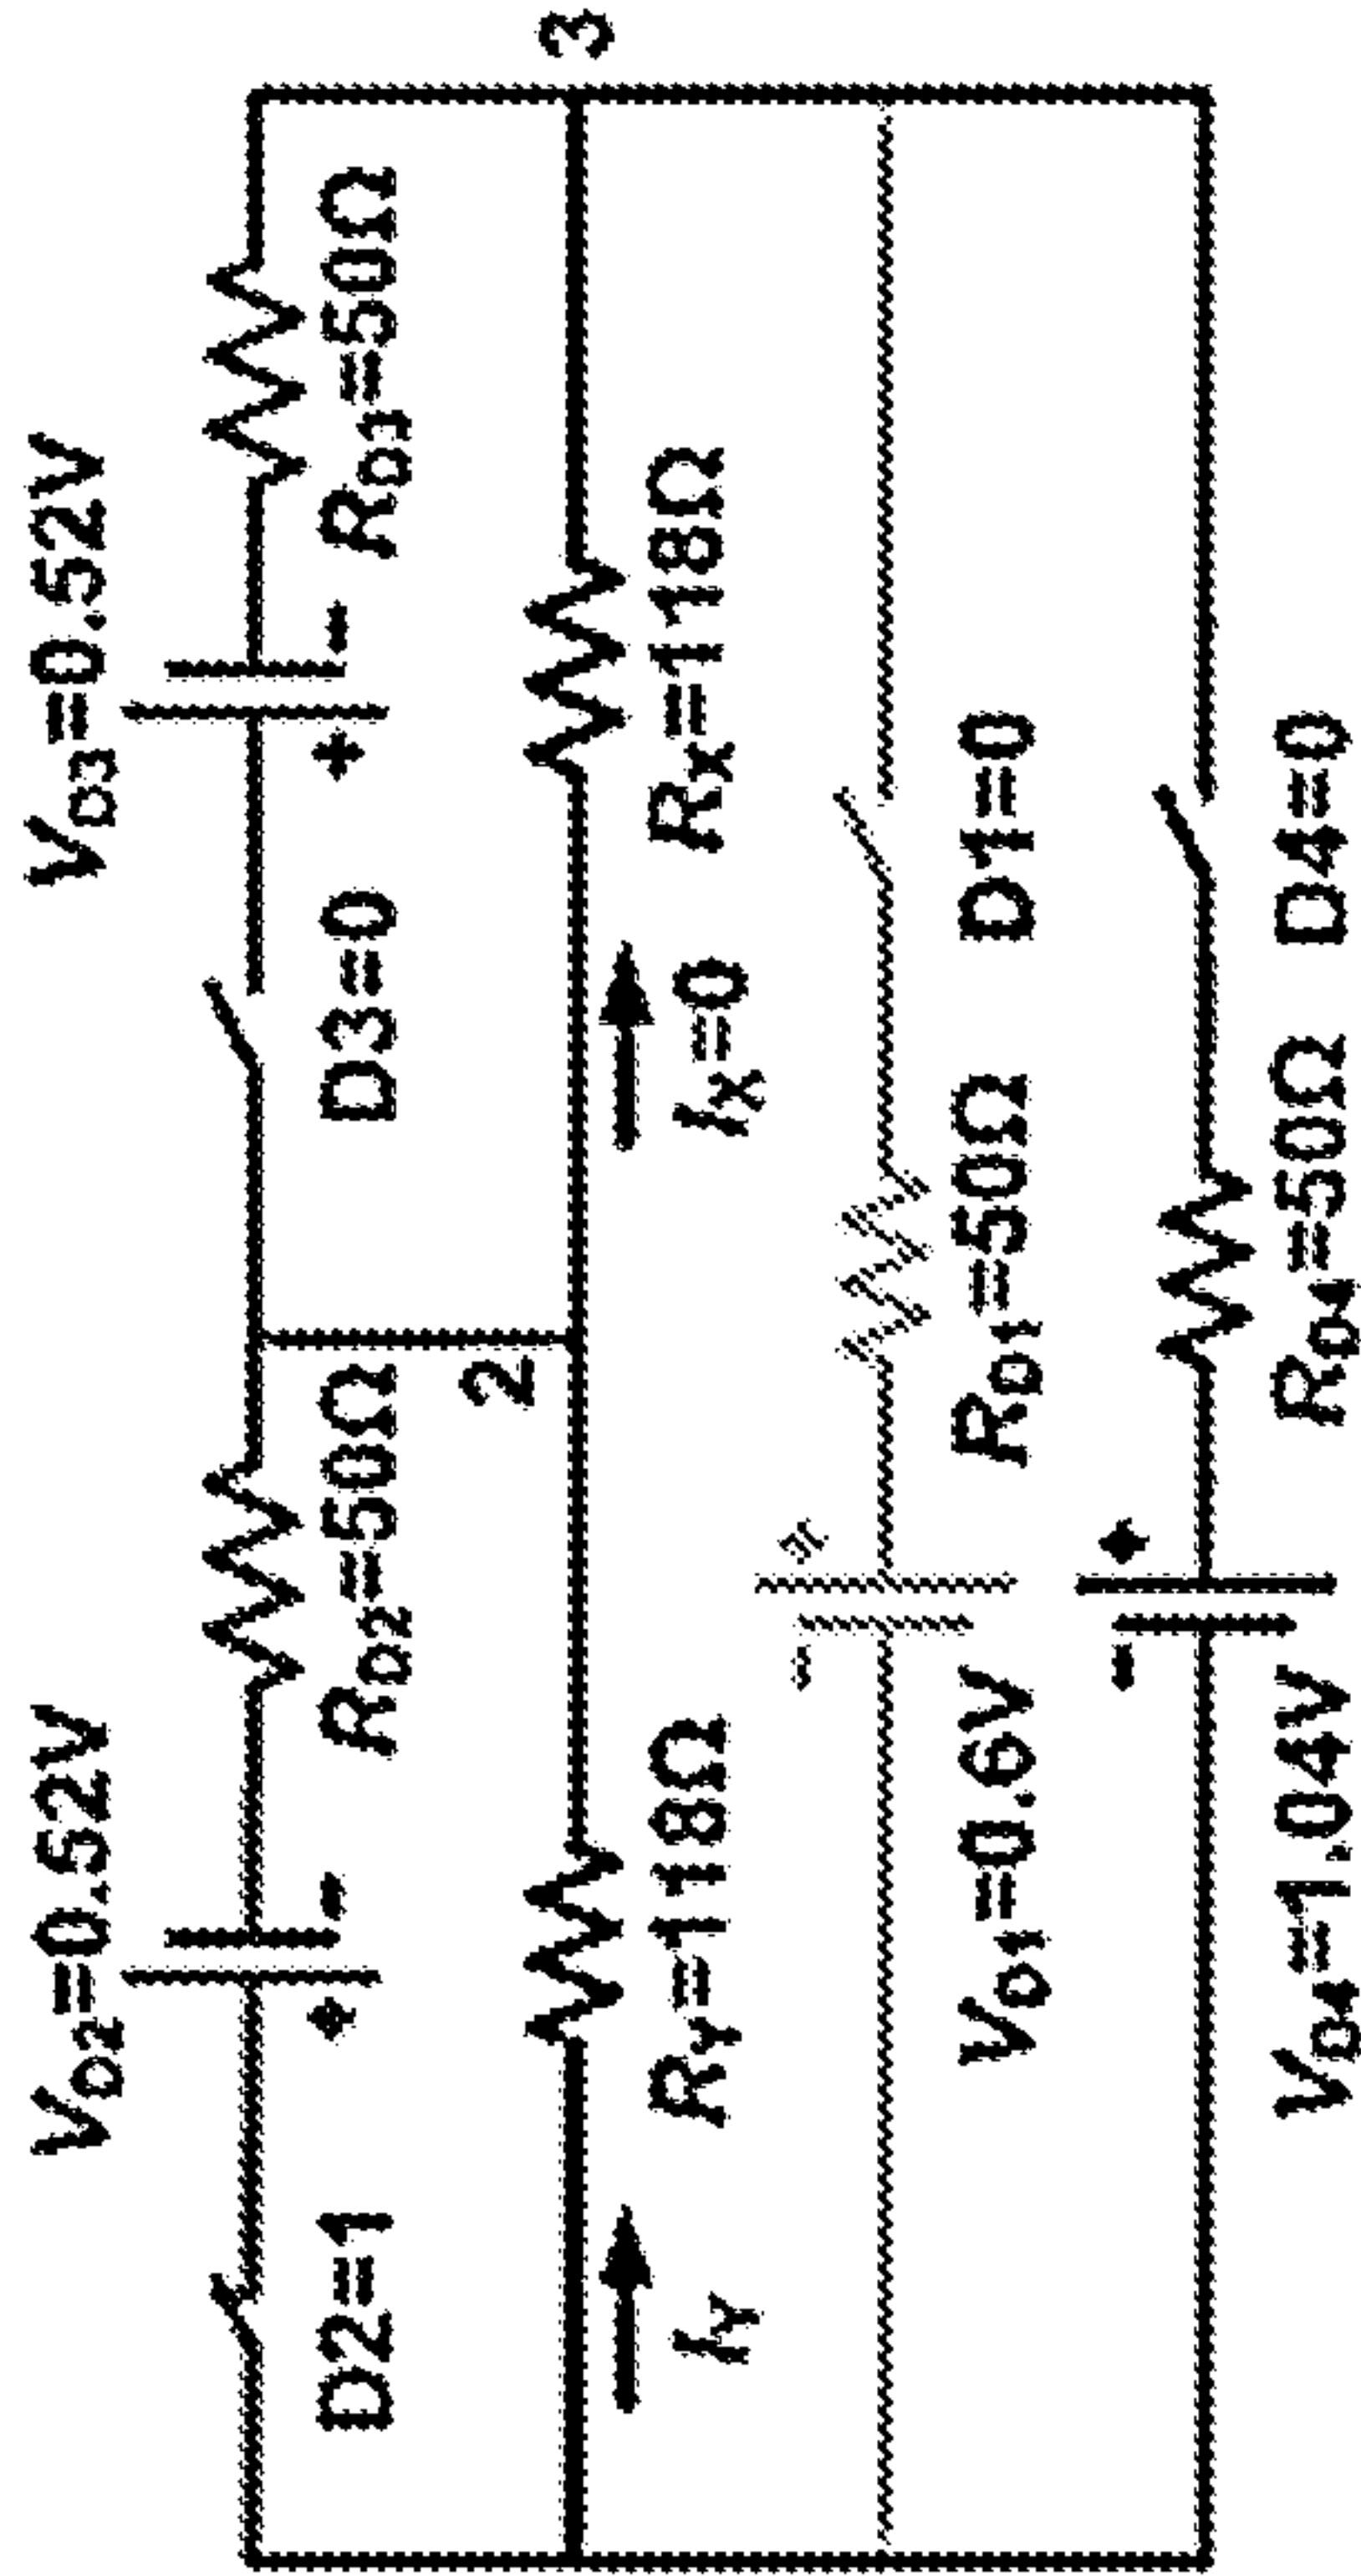 V_D2=0.52V
V_D3=0.52V
+ -
+ -
D2=1
R_D2=50Ω
D3=0
R_D3=50Ω
2
3
I_Y
R_Y=118Ω
I_X=0
R_X=118Ω
-
V_D1=0.6V
R_D1=50Ω
D1=0
- +
V_D4=1.04V
R_D4=50Ω
D4=0